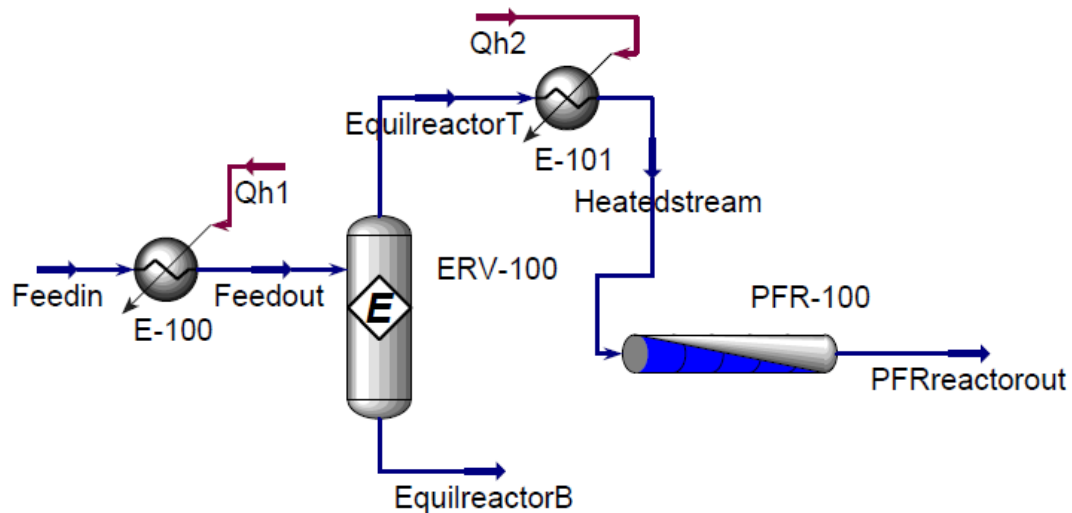 Qh2
EquilreactorT
E-101
Qh1
Heatedstream
Feedin
Feedout
E-100
ERV-100
E
PFR-100
PFRreactorout
EquilreactorB